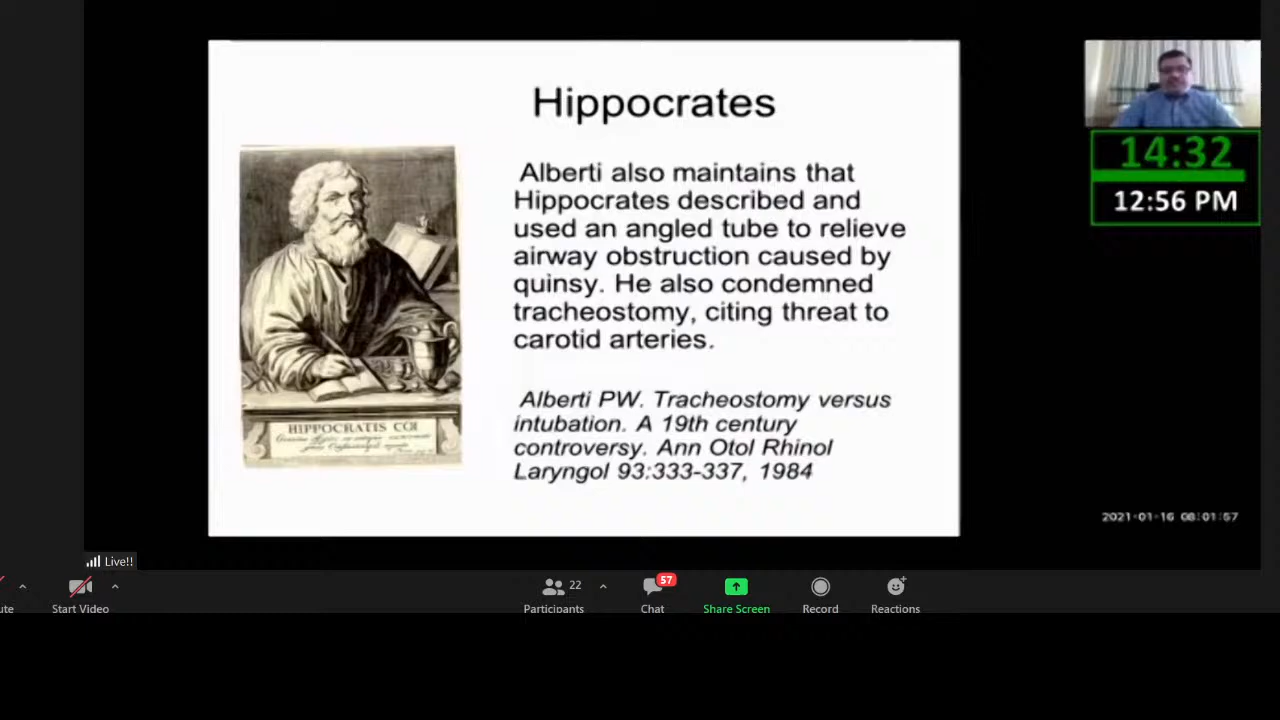 Hippocrates
Alberti also maintains that
Hippocrates described and
used an angled tube to relieve
airway obstruction caused by
quinsy. He also condemned
tracheostomy, citing threat to
carotid arteries.
Alberti PW. Tracheostomy versus
intubation. A 19th century
controversy. Ann Otol Rhinol
Laryngol 93:333-337, 1984
HIPPOCRATIS COI
14:32
12:56 PM
2021-01-16 08:01:57
Live!!
ute
Start Video
22
Participants
57
Chat
Share Screen
Record
Reactions